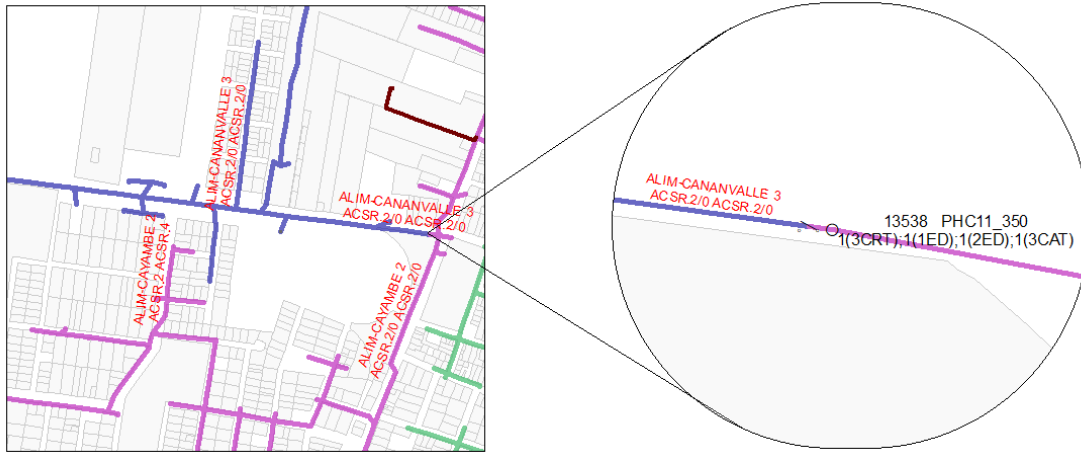 ALIM-CANANVALLE 3
ACSR.2/0 ACSR.2/0
ALIM-CANANVALLE 3
ACSR.2/0 ACSR.2/0
ALIM-CAYAMBE 2
ACSR.2 ACSR.4
ALIM-CAYAMBE 2
ACSR.2/0 ACSR.2/0
ALIM-CANANVALLE 3
ACSR.2/0 ACSR.2/0
13538 PHC11_350
1(3CRT);1(1ED);1(2ED);1(3CAT)